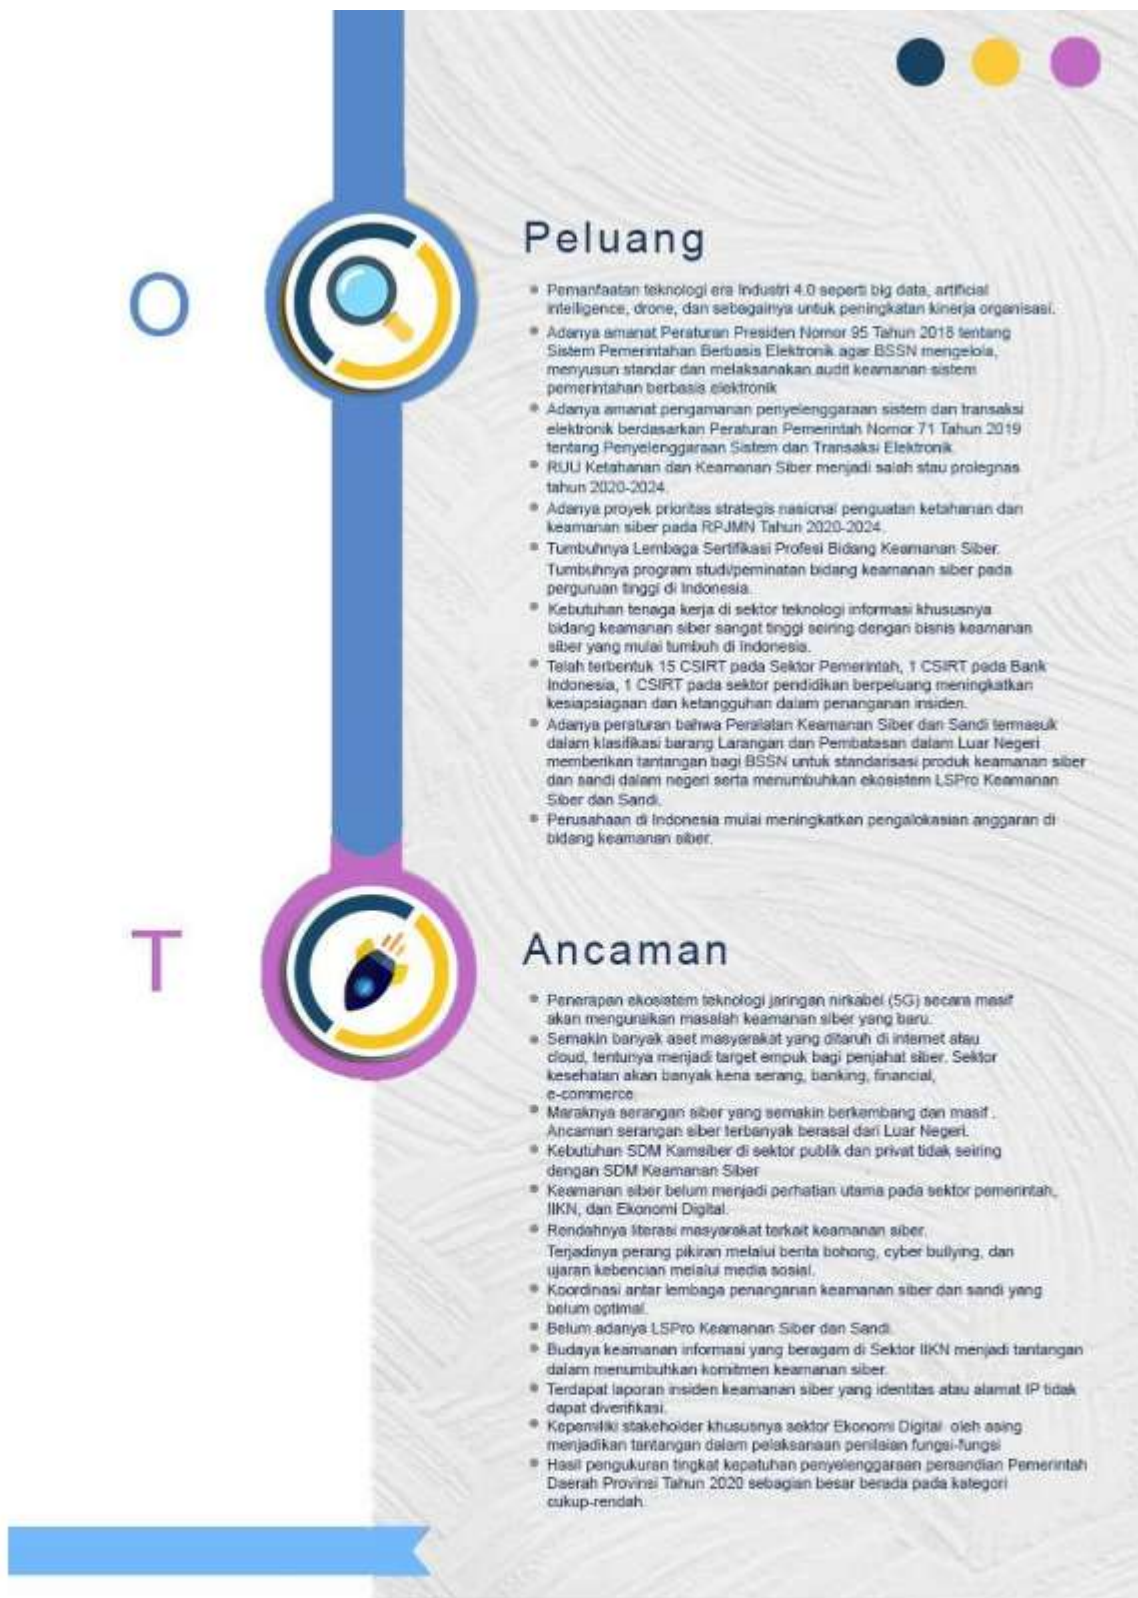 O
Peluang
Pemanfaatan teknologi era Industri 4.0 seperti big data, artificial
intelligence, drone, dan sebagainya untuk peningkatan kinerja organisasi.
Adanya amanat Peraturan Presiden Nomor 95 Tahun 2018 tentang
Sistem Pemerintahan Berbasis Elektronik agar BSSN mengelola,
menyusun standar dan melaksanakan audit keamanan sistem
pemerintahan berbasis elektronik
Adanya amanat pengamanan penyelenggaraan sistem dan transaksi
elektronik berdasarkan Peraturan Pemerintah Nomor 71 Tahun 2019
tentang Penyelenggaraan Sistem dan Transaksi Elektronik.
RUU Ketahanan dan Keamanan Siber menjadi salah stau prolegnas
tahun 2020-2024.
Adanya proyek prioritas strategis nasional penguatan ketahanan dan
keamanan siber pada RPJMN Tahun 2020-2024.
Tumbuhnya Lembaga Sertifikasi Profesi Bidang Keamanan Siber.
Tumbuhnya program studi/peminatan bidang keamanan siber pada
perguruan tinggi di Indonesia.
Kebutuhan tenaga kerja di sektor teknologi informasi khususnya
bidang keamanan siber sangat tinggi seiring dengan bisnis keamanan
siber yang mulai tumbuh di Indonesia.
Telah terbentuk 15 CSIRT pada Sektor Pemerintah, 1 CSIRT pada Bank
Indonesia, 1 CSIRT pada sektor pendidikan berpeluang meningkatkan
kesiapsiagaan dan ketangguhan dalam penanganan insiden.
Adanya peraturan bahwa Peralatan Keamanan Siber dan Sandi termasuk
dalam klasifikasi barang Larangan dan Pembatasan dalam Luar Negeri
memberikan tantangan bagi BSSN untuk standarisasi produk keamanan siber
dan sandi dalam negeri serta menumbuhkan ekosistem LSPro Keamanan
Siber dan Sandi.
Perusahaan di Indonesia mulai meningkatkan pengalokasian anggaran di
bidang keamanan siber.
T
Ancaman
Penerapan ekosistem teknologi jaringan nirkabel (5G) secara masif
akan menguraikan masalah keamanan siber yang baru.
Semakin banyak aset masyarakat yang ditaruh di internet atau
cloud, tentunya menjadi target empuk bagi penjahat siber. Sektor
kesehatan akan banyak kena serang, banking, financial,
e-commerce
Maraknya serangan siber yang semakin berkembang dan masif .
Ancaman serangan siber terbanyak berasal dari Luar Negeri.
Kebutuhan SDM Kamsiber di sektor publik dan privat tidak seiring
dengan SDM Keamanan Siber
Keamanan siber belum menjadi perhatian utama pada sektor pemerintah,
IIKN, dan Ekonomi Digital.
Rendahnya literasi masyarakat terkait keamanan siber.
Terjadinya perang pikiran melalui berita bohong, cyber bullying, dan
ujaran kebencian melalui media sosial.
Koordinasi antar lembaga penanganan keamanan siber dan sandi yang
belum optimal.
Belum adanya LSPro Keamanan Siber dan Sandi.
Budaya keamanan informasi yang beragam di Sektor IIKN menjadi tantangan
dalam menumbuhkan komitmen keamanan siber.
Terdapat laporan insiden keamanan siber yang identitas atau alamat IP tidak
dapat diverifikasi.
Kepemiliki stakeholder khususnya sektor Ekonomi Digital oleh asing
menjadikan tantangan dalam pelaksanaan penilaian fungsi-fungsi
Hasil pengukuran tingkat kepatuhan penyelenggaraan persandian Pemerintah
Daerah Provinsi Tahun 2020 sebagian besar berada pada kategori
cukup-rendah.